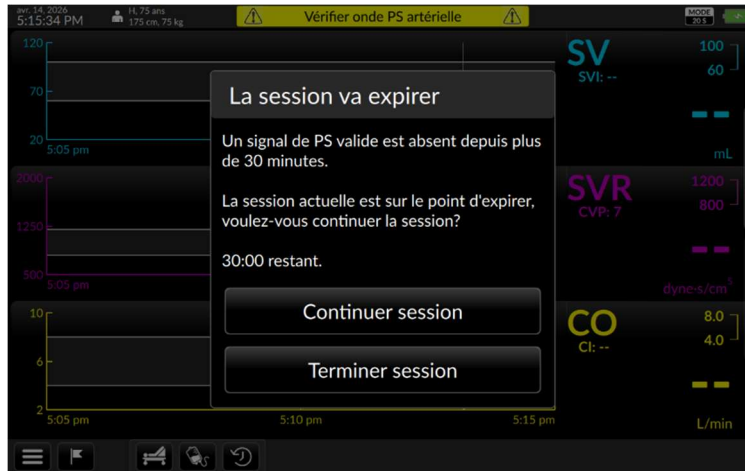 avr. 14, 2026
5:15:34 PM
H, 75 ans
175 cm, 75 kg
Vérifier onde PS artérielle
MODE
20 S
120
70
20
5:05 pm
SV
SVI: --
100
60
--
mL
La session va expirer
Un signal de PS valide est absent depuis plus
de 30 minutes.
La session actuelle est sur le point d'expirer,
voulez-vous continuer la session?
30:00 restant.
Continuer session
Terminer session
2000
1250
500
5:05 pm
SVR
CVP: 7
1200
800
--
dyne·s/cm⁵
10
6
2
5:05 pm
5:10 pm
5:15 pm
CO
CI: --
8.0
4.0
--
L/min